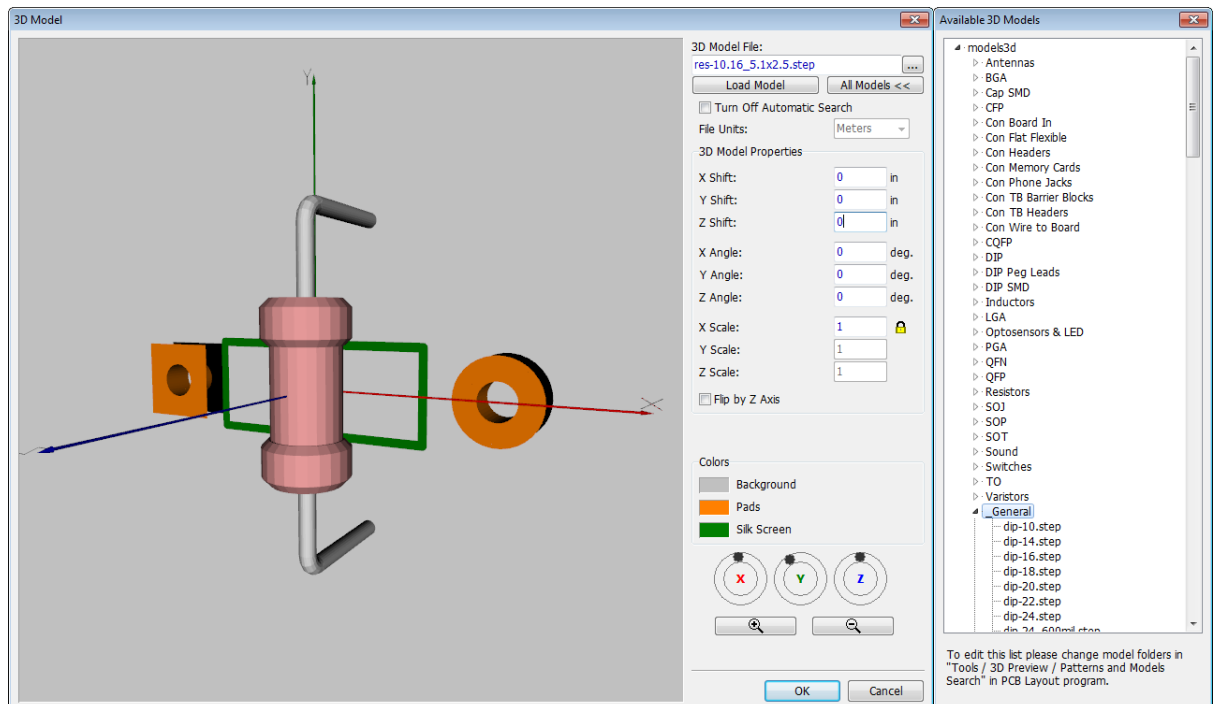 3D Model
Y
X
3D Model File:
res-10.16_5.1x2.5.step
...
Load Model
All Models <<
Turn Off Automatic Search
File Units:
Meters
3D Model Properties
X Shift:
0
in
Y Shift:
0
in
Z Shift:
0
in
X Angle:
0
deg.
Y Angle:
0
deg.
Z Angle:
0
deg.
X Scale:
1
Y Scale:
1
Z Scale:
1
Flip by Z Axis
Colors
Background
Pads
Silk Screen
X
Y
Z
OK
Cancel
Available 3D Models
models3d
Antennas
BGA
Cap SMD
CFP
Con Board In
Con Flat Flexible
Con Headers
Con Memory Cards
Con Phone Jacks
Con TB Barrier Blocks
Con TB Headers
Con Wire to Board
CQFP
DIP
DIP Peg Leads
DIP SMD
Inductors
LGA
Optosensors & LED
PGA
QFN
QFP
Resistors
SOJ
SOP
SOT
Sound
Switches
TO
Varistors
_General
dip-10.step
dip-14.step
dip-16.step
dip-18.step
dip-20.step
dip-22.step
dip-24.step
dip-24_600mil.step
To edit this list please change model folders in
"Tools / 3D Preview / Patterns and Models
Search" in PCB Layout program.